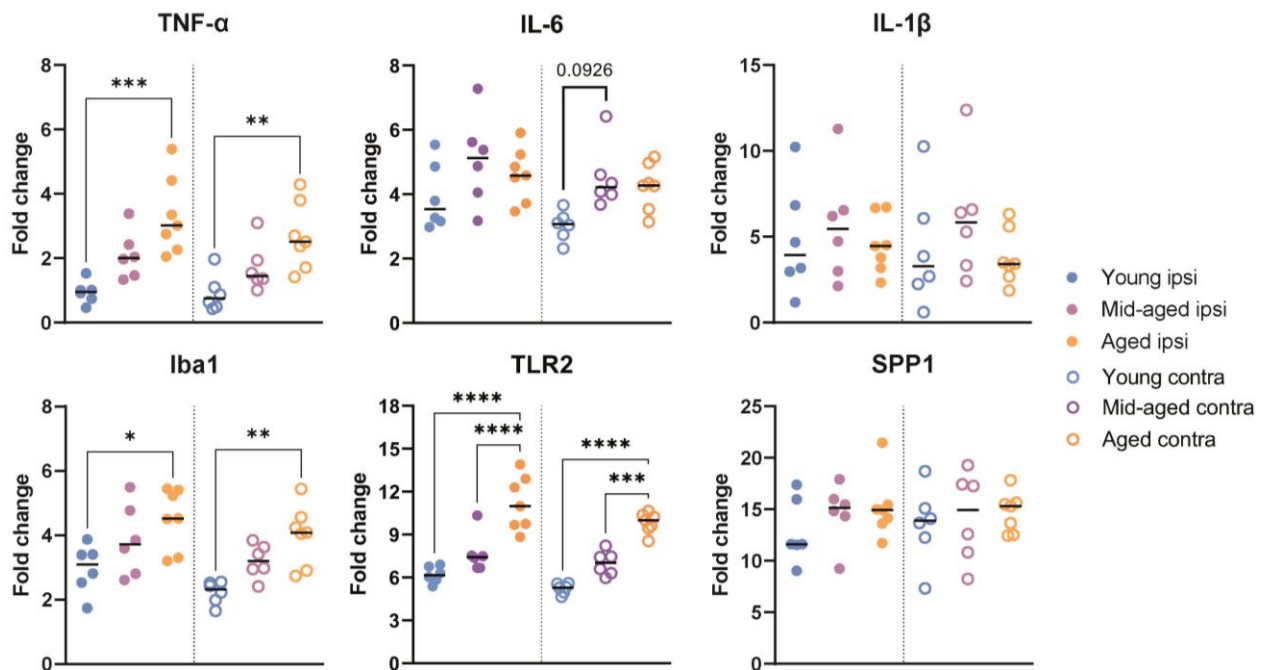 TNF-α
IL-6
IL-1β
Fold change
8
6
4
2
0
***
**
Fold change
8
6
4
2
0
0.0926
Fold change
15
10
5
0
Iba1
TLR2
SPP1
Fold change
8
6
4
2
0
*
**
Fold change
18
15
12
9
6
3
0
****
****
****
***
Fold change
25
20
15
10
5
0
Young ipsi
Mid-aged ipsi
Aged ipsi
Young contra
Mid-aged contra
Aged contra